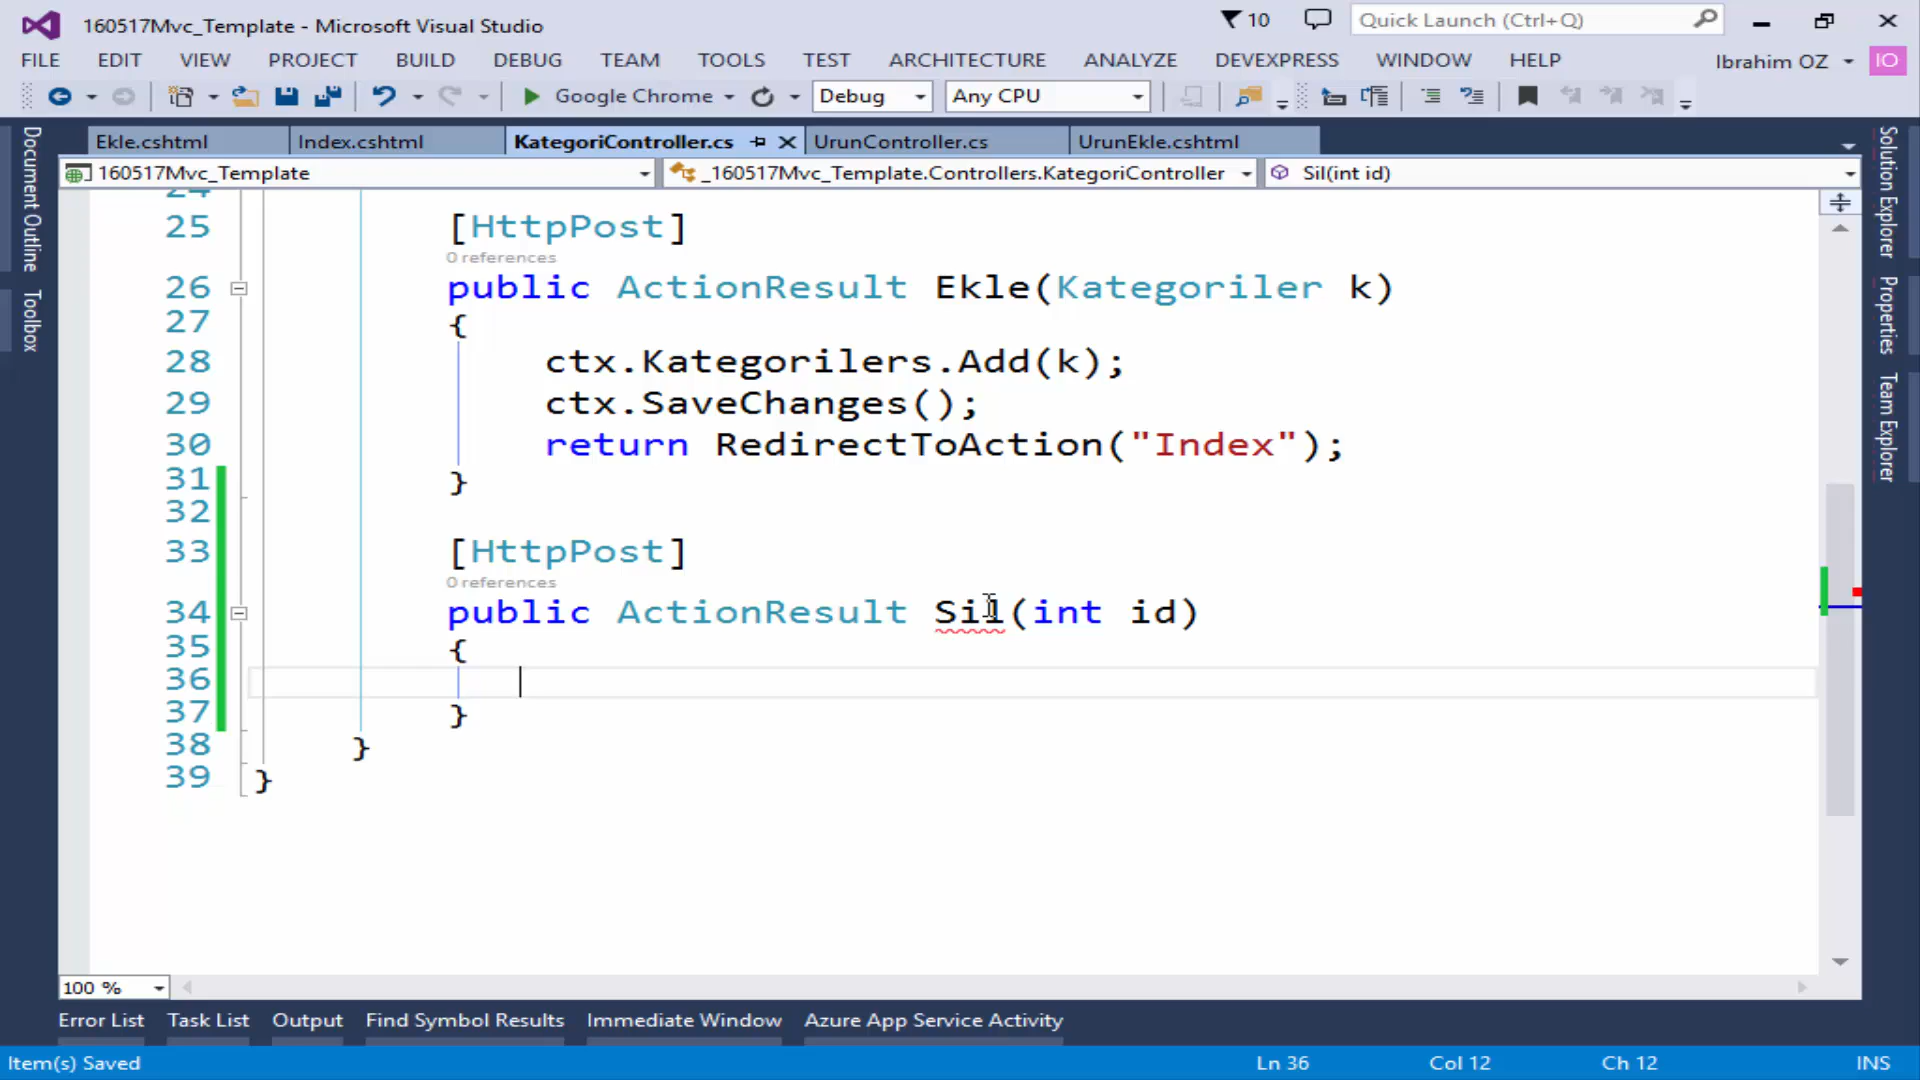 160517Mvc_Template - Microsoft Visual Studio
10
Quick Launch (Ctrl+Q)
FILE EDIT VIEW PROJECT BUILD DEBUG TEAM TOOLS TEST ARCHITECTURE ANALYZE DEVEXPRESS WINDOW HELP
Ibrahim OZ
IO
Google Chrome
Debug
Any CPU
Ekle.cshtml
Index.cshtml
KategoriController.cs
UrunController.cs
UrunEkle.cshtml
160517Mvc_Template
_160517Mvc_Template.Controllers.KategoriController
Sil(int id)
Document Outline
Toolbox
Solution Explorer
Properties
Team Explorer
24
25 [HttpPost]
0 references
26 public ActionResult Ekle(Kategoriler k)
27 {
28 ctx.Kategorilers.Add(k);
29 ctx.SaveChanges();
30 return RedirectToAction("Index");
31 }
32
33 [HttpPost]
0 references
34 public ActionResult Sil(int id)
35 {
36
37 }
38 }
39 }
100 %
Error List Task List Output Find Symbol Results Immediate Window Azure App Service Activity
Item(s) Saved
Ln 36 Col 12 Ch 12 INS